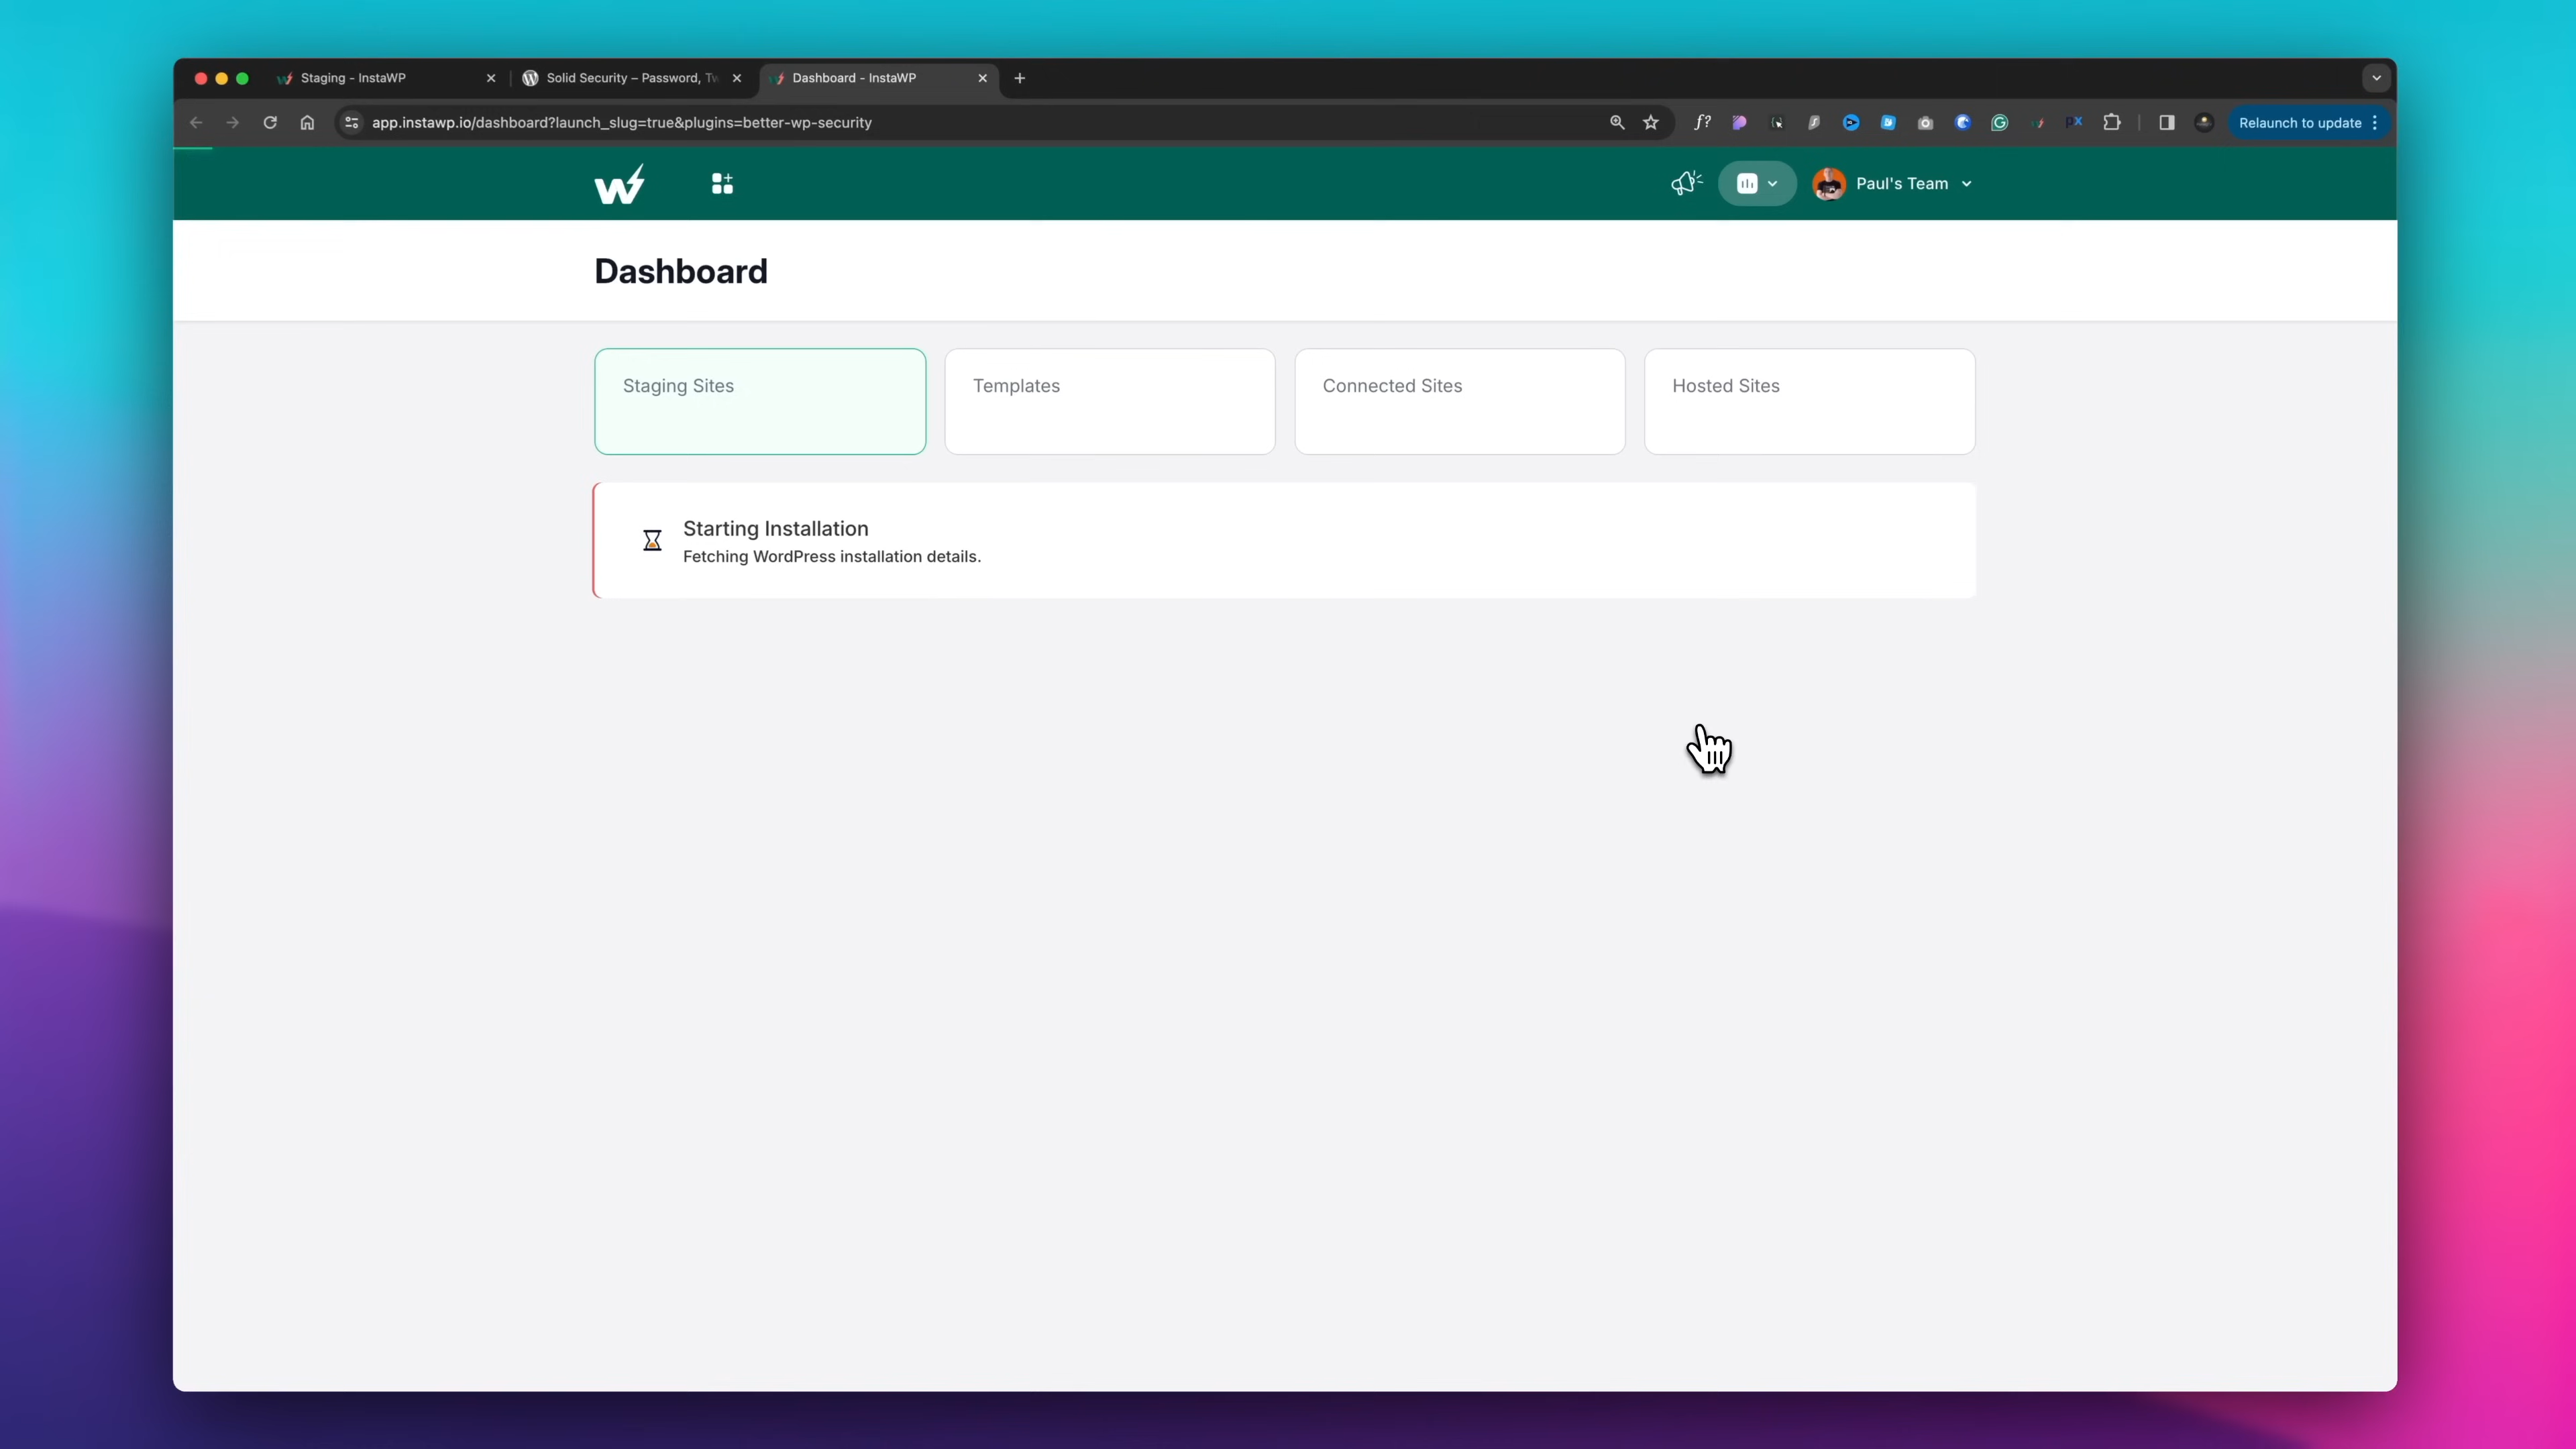 Staging - InstaWP
Solid Security – Password, Tw
Dashboard - InstaWP
app.instawp.io/dashboard?launch_slug=true&plugins=better-wp-security
Relaunch to update
Paul's Team
Dashboard
Staging Sites
Templates
Connected Sites
Hosted Sites
Starting Installation
Fetching WordPress installation details.